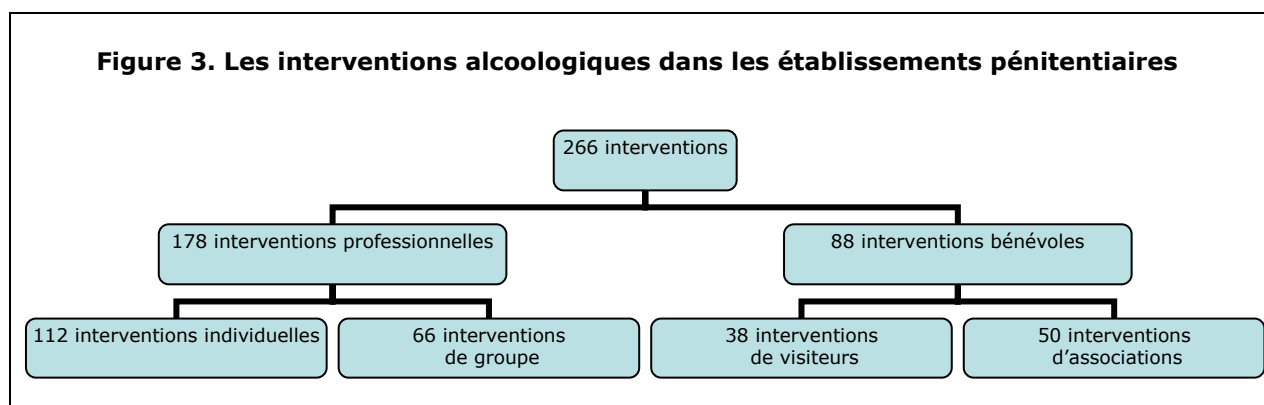 Figure 3. Les interventions alcoologiques dans les établissements pénitentiaires
266 interventions
178 interventions professionnelles
88 interventions bénévoles
112 interventions individuelles
66 interventions
de groupe
38 interventions
de visiteurs
50 interventions
d'associations